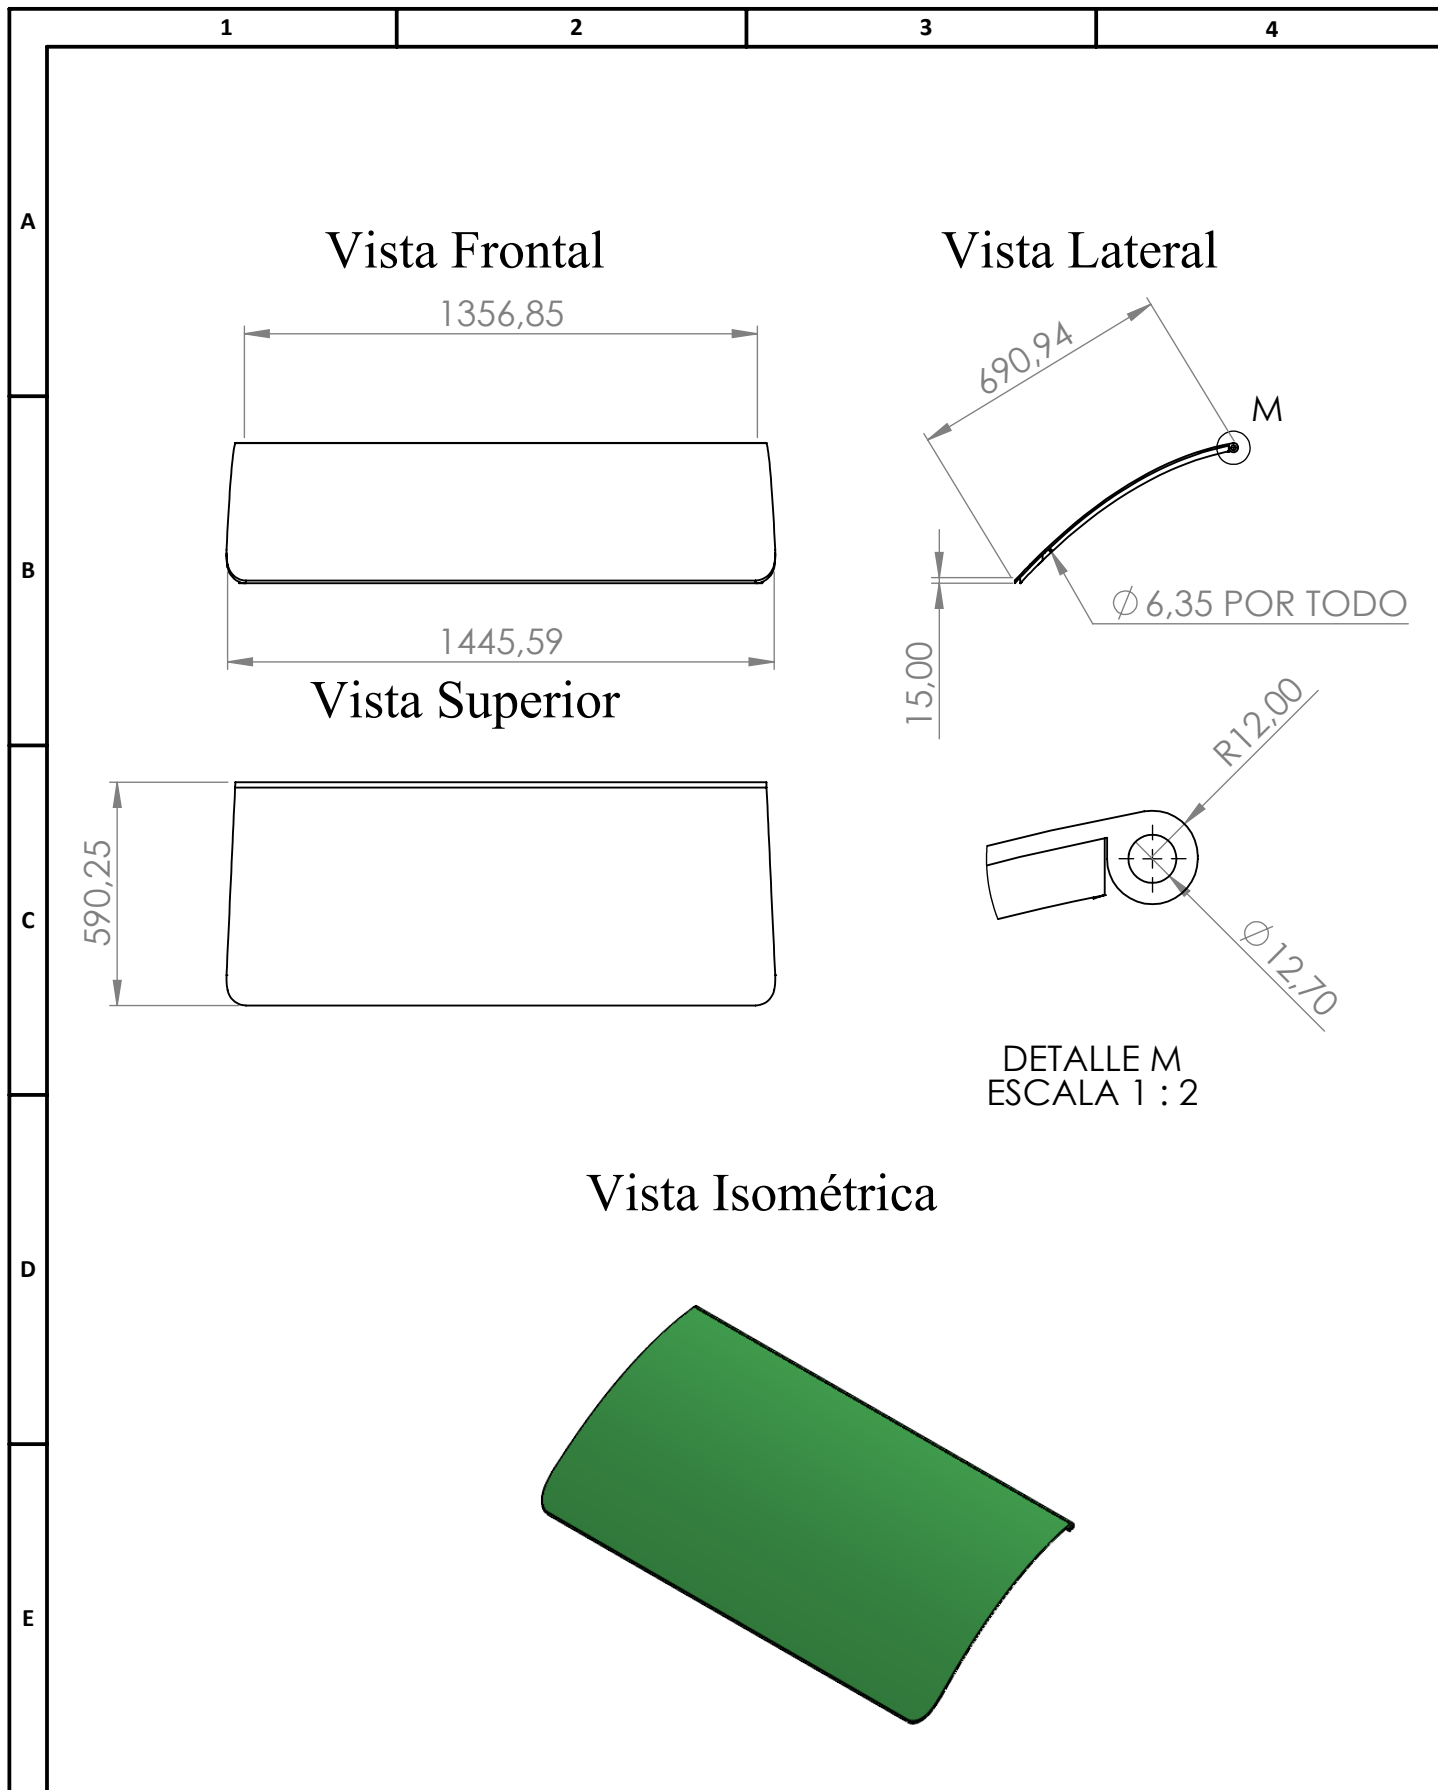 1 2 3 4
A
Vista Frontal Vista Lateral
1356,85
690,94
M
B
Ø 6,35 POR TODO
1445,59
15,00
Vista Superior
R12,00
590,25
C
Ø 12,70
DETALLE M
ESCALA 1 : 2
Vista Isométrica
D
E